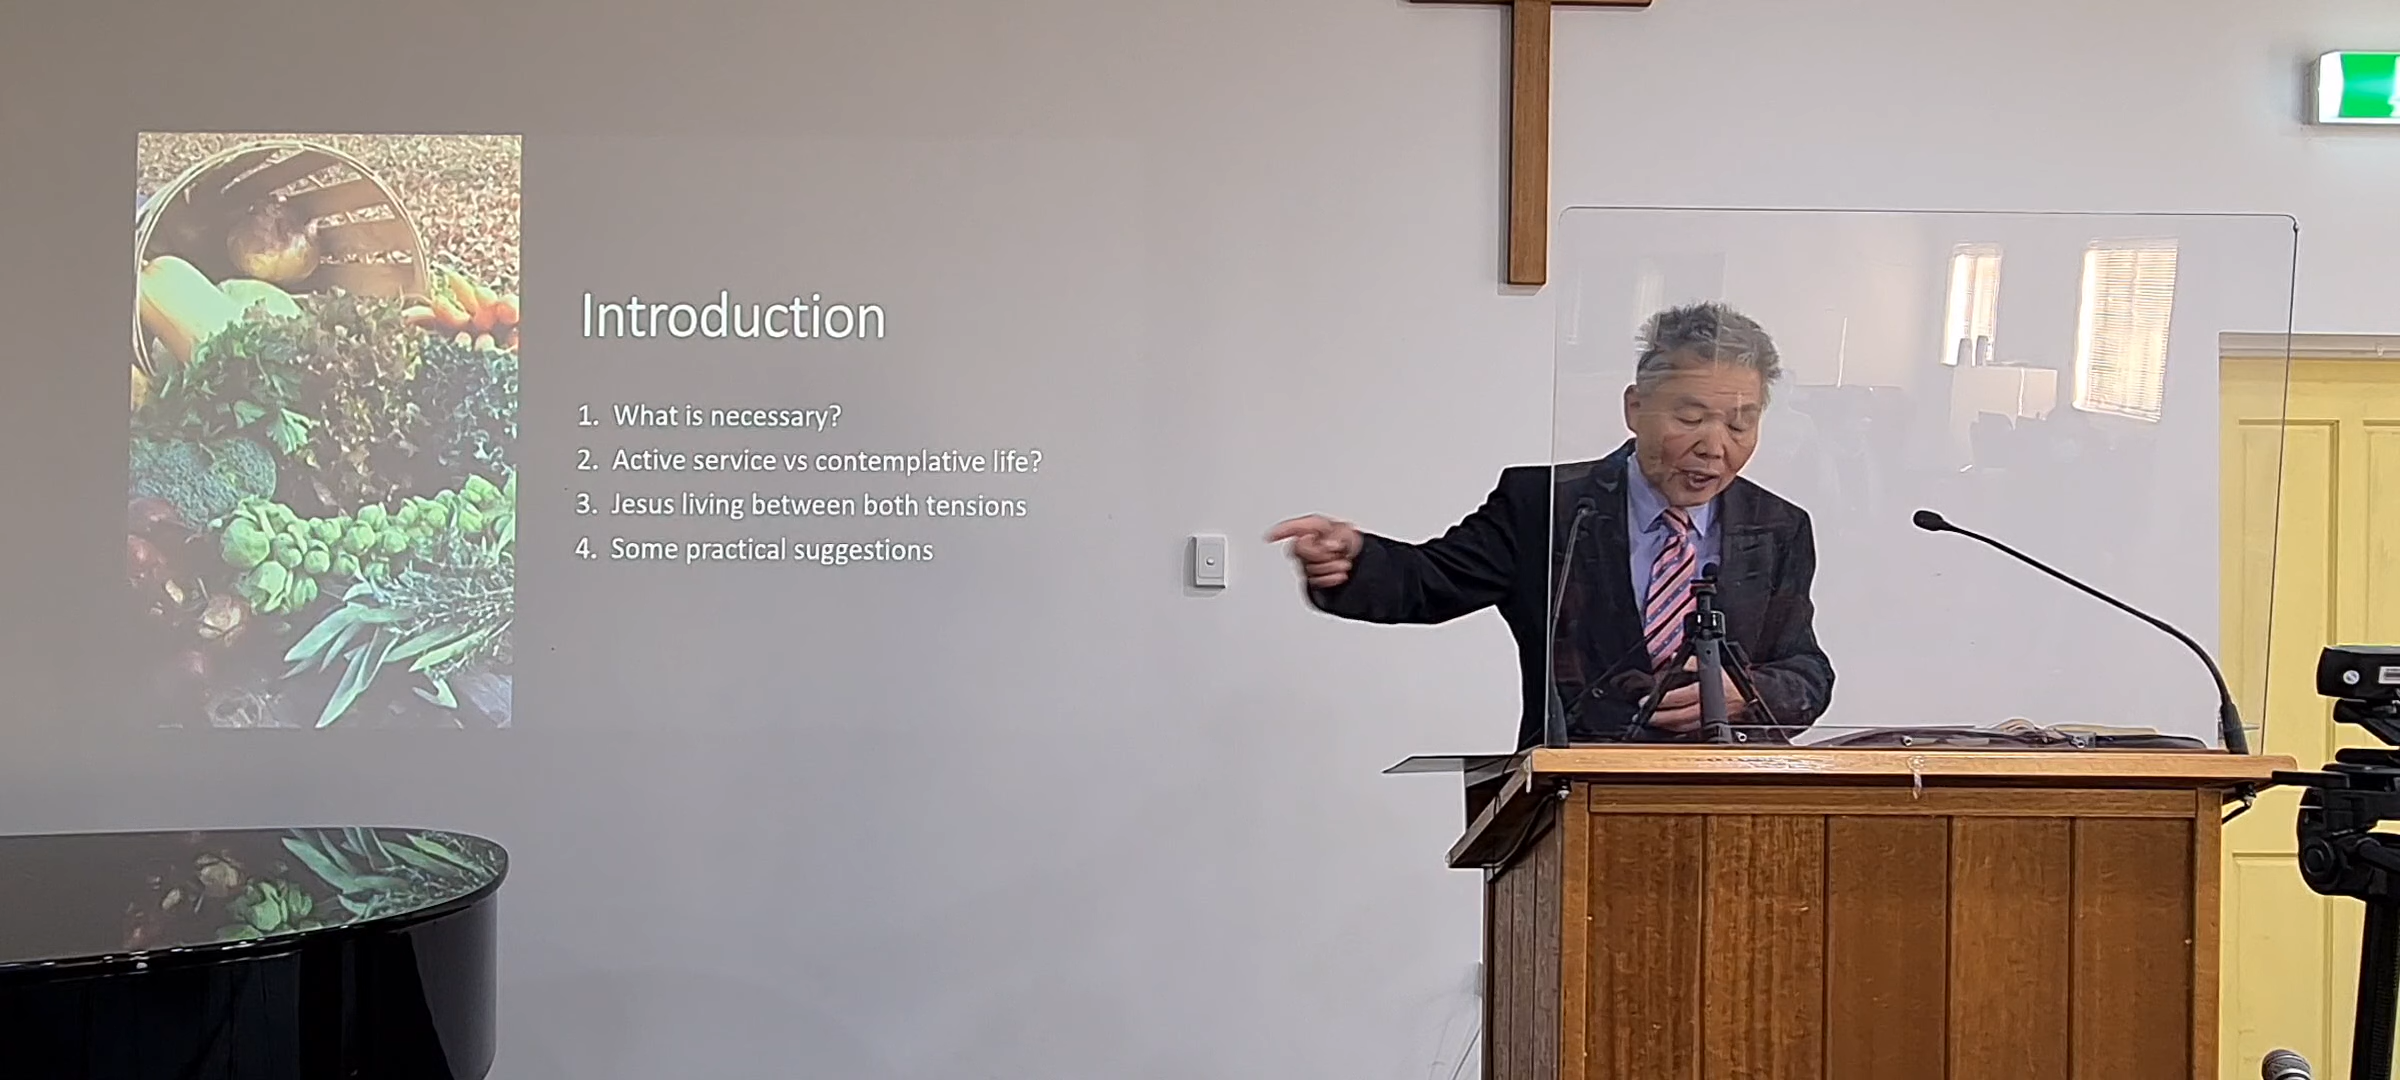 Introduction
1. What is necessary?
2. Active service vs contemplative life?
3. Jesus living between both tensions
4. Some practical suggestions